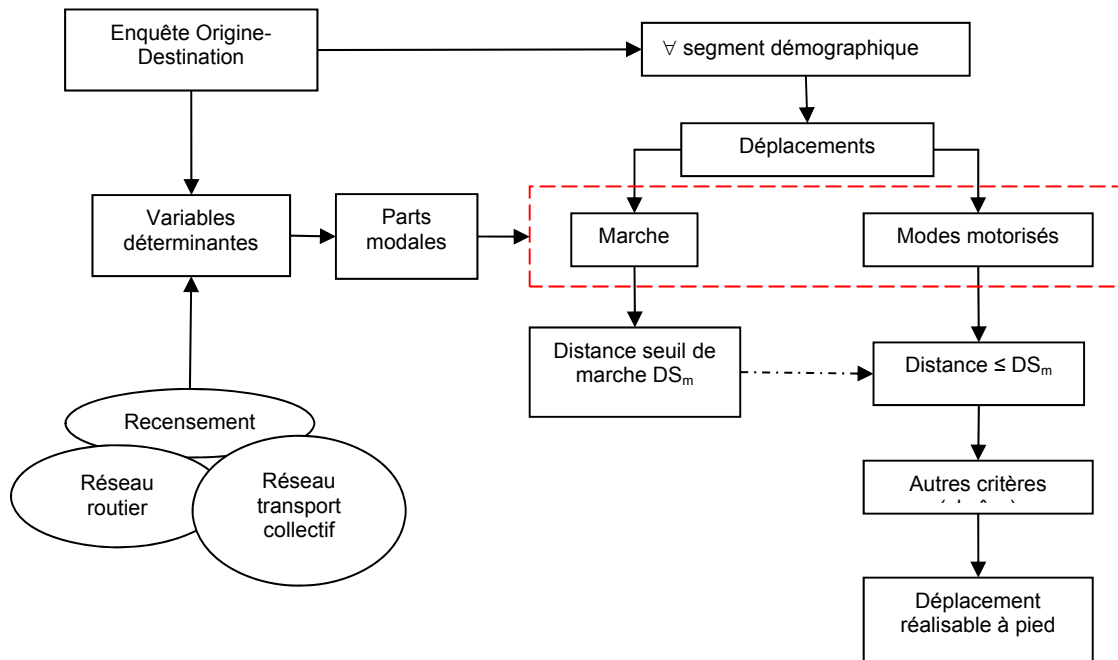 Enquête Origine-
Destination
∀ segment démographique
Déplacements
Variables
déterminantes
Parts
modales
Marche
Modes motorisés
Distance seuil de
marche DSm
Distance ≤ DSm
Recensement
Réseau
routier
Réseau
transport
collectif
Autres critères
Déplacement
réalisable à pied